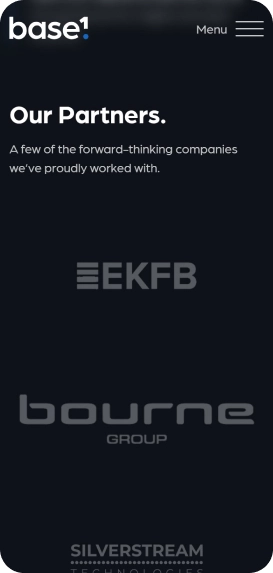 base1
Menu
Our Partners.
A few of the forward-thinking companies
we've proudly worked with.
EKFB
bourne
GROUP
SILVERSTREAM
TECHNOLOGIES